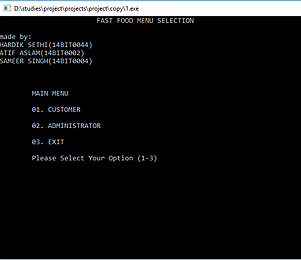 D:\studies\project\projects\project\copy\1.exe
FAST FOOD MENU SELECTION
made by:
HARDIK SETHI(14BIT0044)
ATIF ASLAM(14BIT0002)
SAMEER SINGH(14BIT0004)
MAIN MENU
01. CUSTOMER
02. ADMINISTRATOR
03. EXIT
Please Select Your Option (1-3)